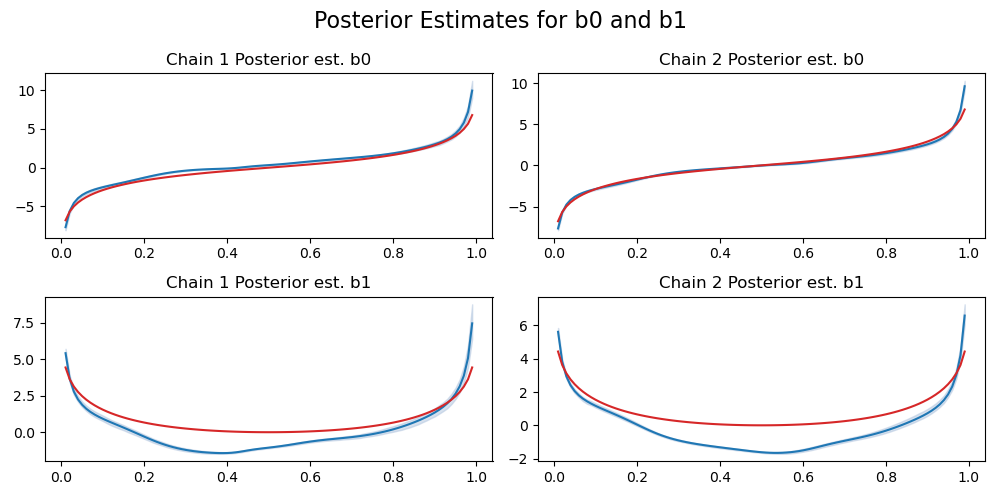 Posterior Estimates for b0 and b1
Chain 1 Posterior est. b0
10
5
0
−5
0.0 0.2 0.4 0.6 0.8 1.0
Chain 2 Posterior est. b0
10
5
0
−5
0.0 0.2 0.4 0.6 0.8 1.0
Chain 1 Posterior est. b1
7.5
5.0
2.5
0.0
0.0 0.2 0.4 0.6 0.8 1.0
Chain 2 Posterior est. b1
6
4
2
0
−2
0.0 0.2 0.4 0.6 0.8 1.0